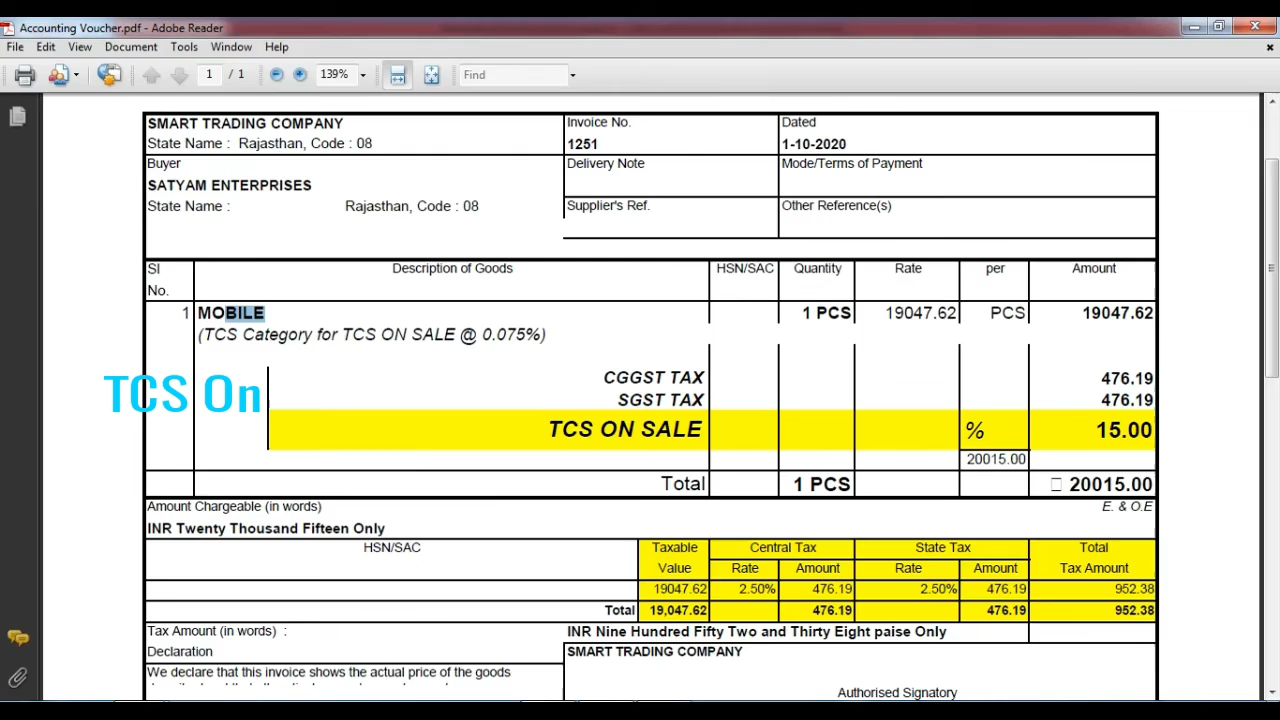 Accounting Voucher.pdf - Adobe Reader
File Edit View Document Tools Window Help
1 / 1 139% Find
SMART TRADING COMPANY
State Name : Rajasthan, Code : 08
Invoice No.
1251
Dated
1-10-2020
Buyer
SATYAM ENTERPRISES
State Name : Rajasthan, Code : 08
Delivery Note
Mode/Terms of Payment
Supplier's Ref.
Other Reference(s)
Sl No. Description of Goods HSN/SAC Quantity Rate per Amount
1 MOBILE 1 PCS 19047.62 PCS 19047.62
(TCS Category for TCS ON SALE @ 0.075%)
CGGST TAX 476.19
TCS On
SGST TAX 476.19
TCS ON SALE % 15.00
20015.00
Total 1 PCS 20015.00
Amount Chargeable (in words) E. & O.E
INR Twenty Thousand Fifteen Only
HSN/SAC Taxable Value Central Tax State Tax Total Tax Amount
Rate Amount Rate Amount
19047.62 2.50% 476.19 2.50% 476.19 952.38
Total 19,047.62 476.19 476.19 952.38
Tax Amount (in words) : INR Nine Hundred Fifty Two and Thirty Eight paise Only
Declaration
SMART TRADING COMPANY
We declare that this invoice shows the actual price of the goods
Authorised Signatory